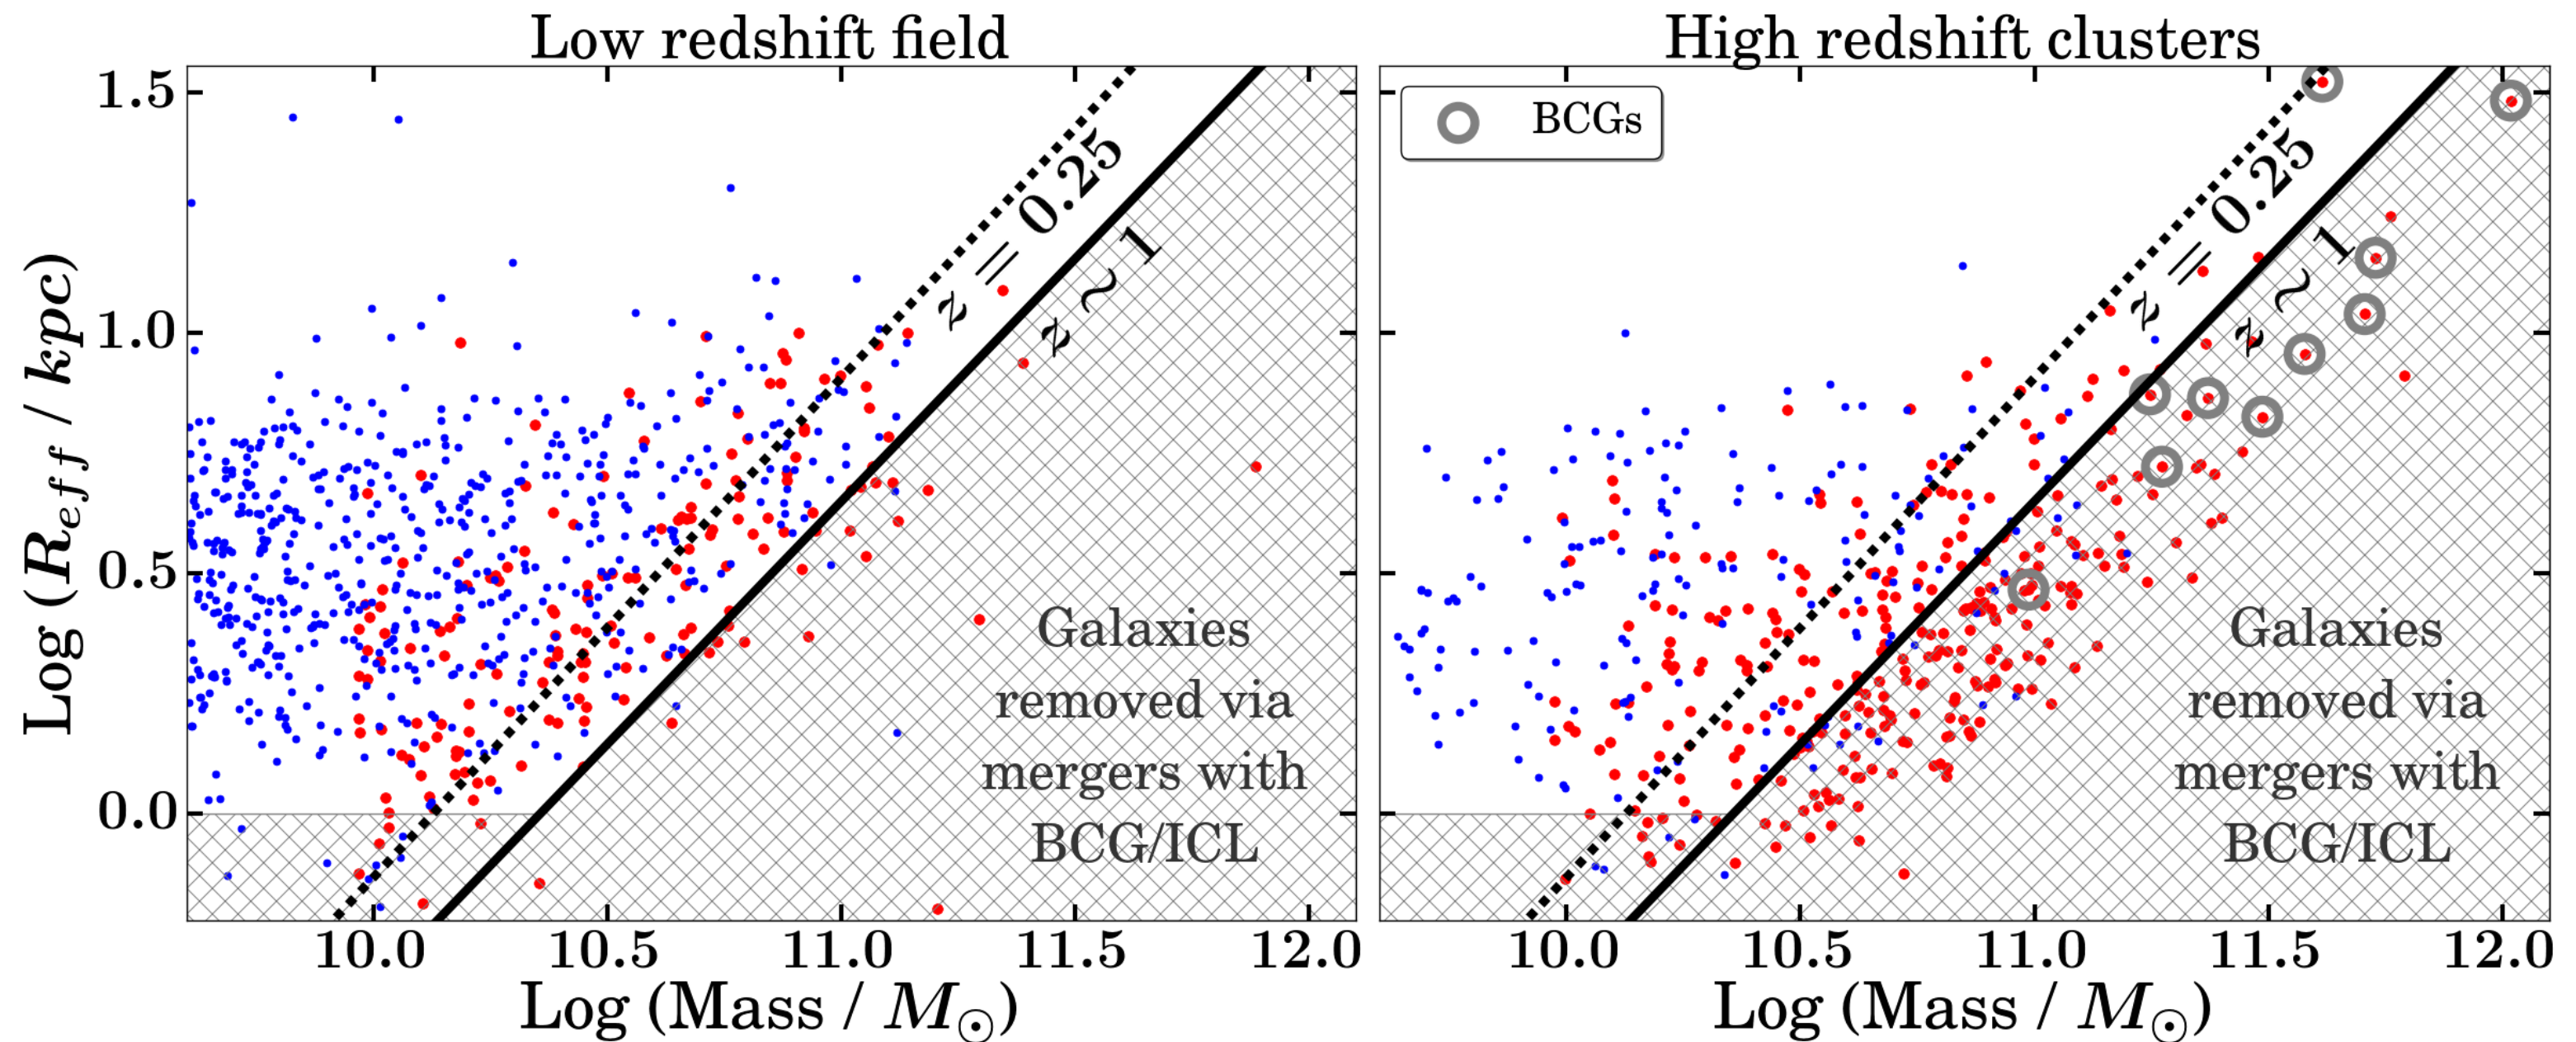 Low redshift field
High redshift clusters
Log (R_eff / kpc)
1.5
1.0
0.5
0.0
z = 0.25
z ∼ 1
Galaxies
removed via
mergers with
BCG/ICL
10.0 10.5 11.0 11.5 12.0
Log (Mass / M⊙)
BCGs
z = 0.25
z ∼ 1
Galaxies
removed via
mergers with
BCG/ICL
10.0 10.5 11.0 11.5 12.0
Log (Mass / M⊙)